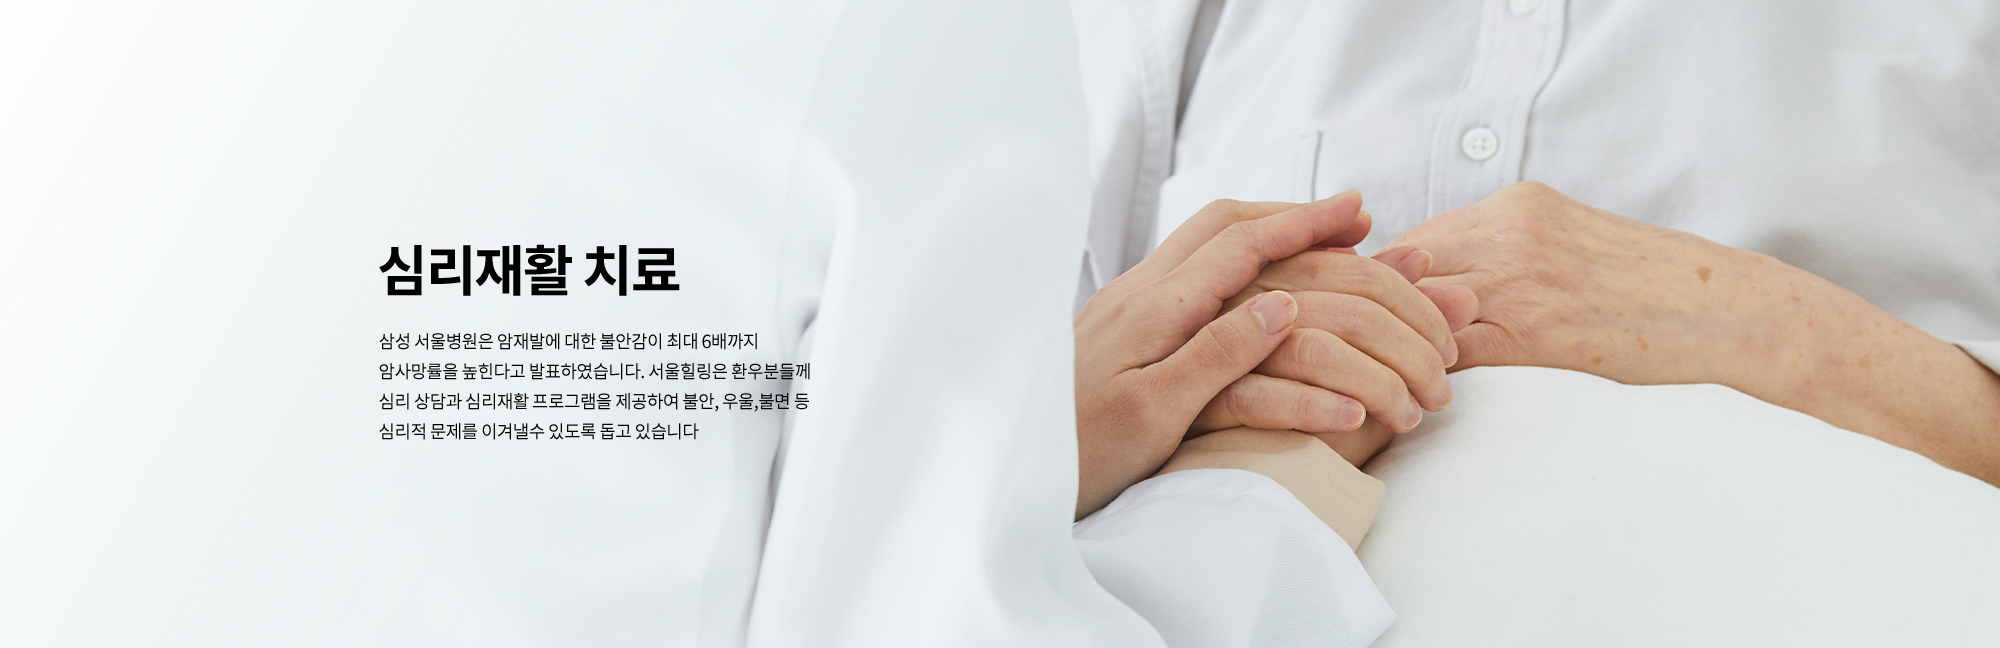 심리재활 치료
삼성 서울병원은 암재발에 대한 불안감이 최대 6배까지
암사망률을 높힌다고 발표하였습니다. 서울힐링은 환우분들께
심리 상담과 심리재활 프로그램을 제공하여 불안, 우울,불면 등
심리적 문제를 이겨낼수 있도록 돕고 있습니다